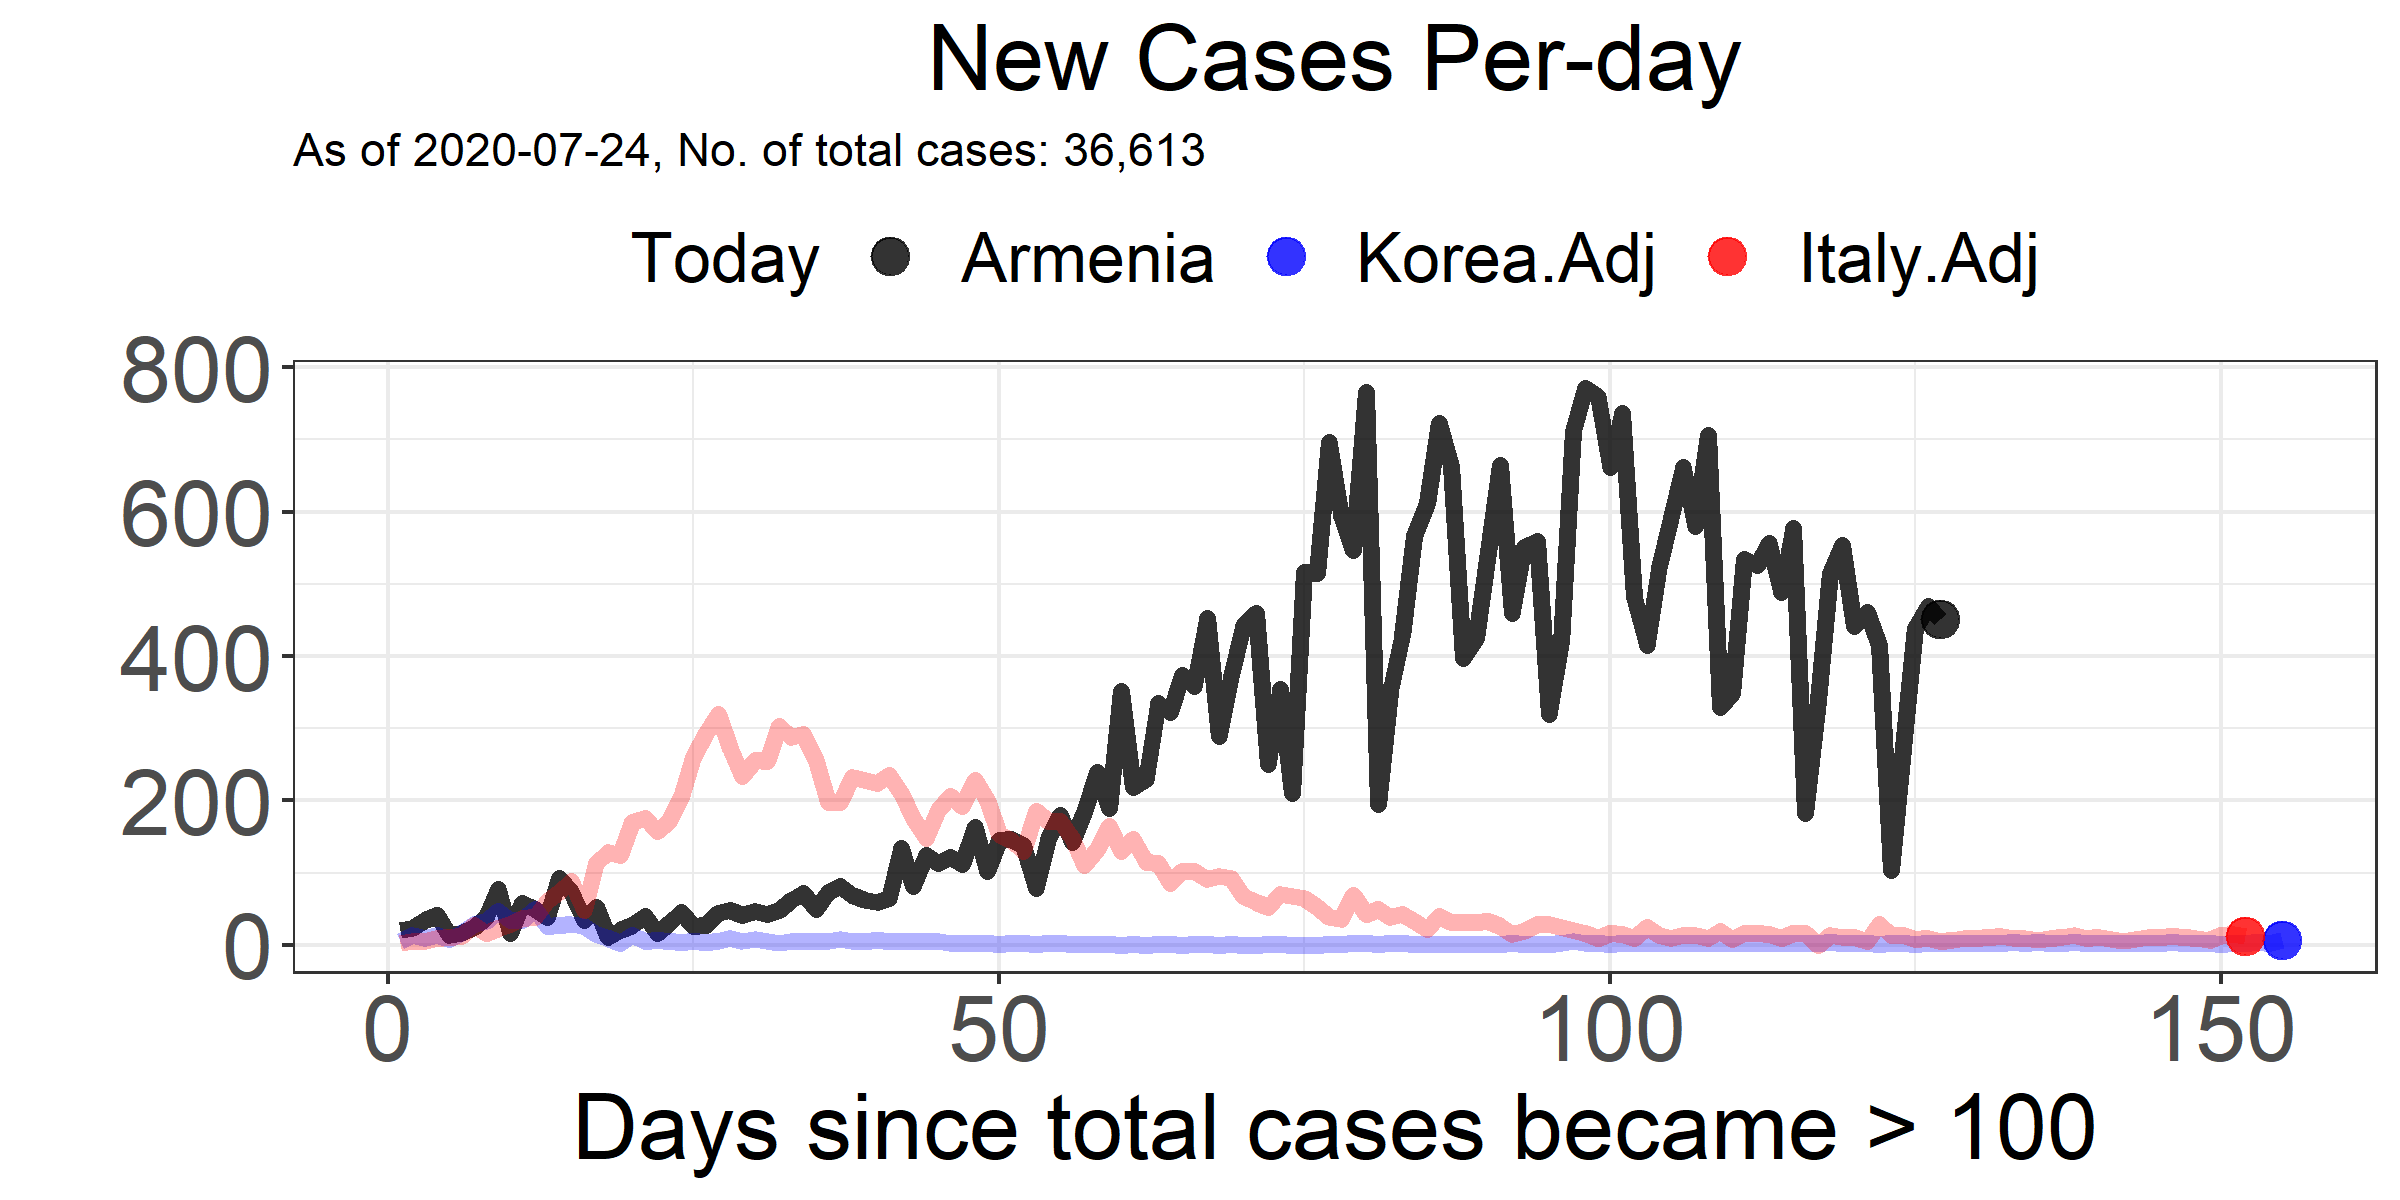 New Cases Per-day
As of 2020-07-24, No. of total cases: 36,613
Today Armenia Korea.Adj Italy.Adj
800
600
400
200
0
0 50 100 150
Days since total cases became > 100